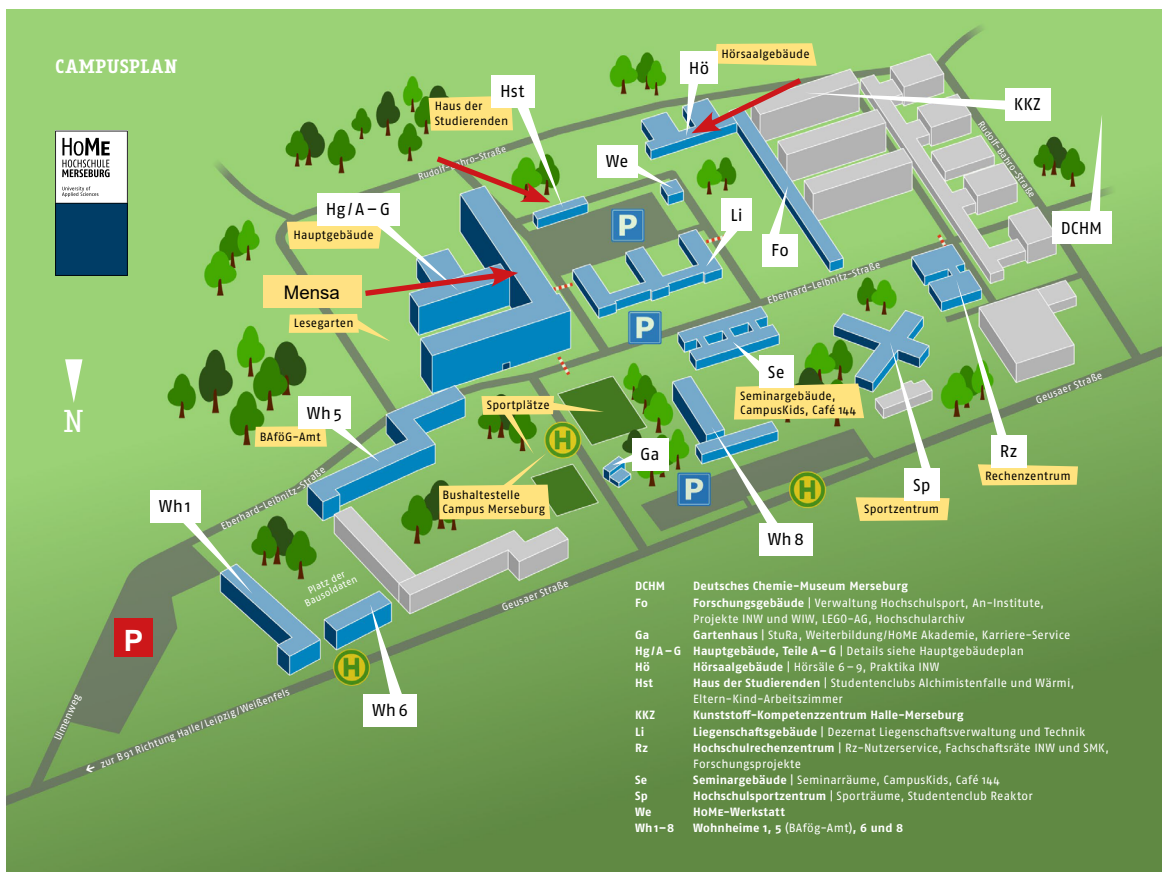 CAMPUSPLAN
HOME
HOCHSCHULE
MERSEBURG
University of
Applied Sciences
Hörsaalgebäude
Hö
Hst
Haus der
Studierenden
KKZ
Rudolf-Bahro-Straße
Rudolf-Bahro-Straße
We
Hg/A–G
Hauptgebäude
Li
P
Fo
DCHM
Mensa
Lesegarten
Eberhard-Leibnitz-Straße
P
N
Se
Seminargebäude,
CampusKids, Café 144
Geusaer Straße
Wh 5
BAföG-Amt
Sportplätze
H
Ga
Rz
Rechenzentrum
P
H
Sp
Sportzentrum
Bushaltestelle
Campus Merseburg
Wh 1
Eberhard-Leibnitz-Straße
Wh 8
Platz der
Bausoldaten
Geusaer Straße
P
H
Wh 6
Ulmenweg
← zur B91 Richtung Halle/Leipzig/Weißenfels
DCHM Deutsches Chemie-Museum Merseburg
Fo Forschungsgebäude | Verwaltung Hochschulsport, An-Institute,
Projekte INW und WIW, LEGO-AG, Hochschularchiv
Ga Gartenhaus | StuRa, Weiterbildung/HOME Akademie, Karriere-Service
Hg/A–G Hauptgebäude, Teile A–G | Details siehe Hauptgebäudeplan
Hö Hörsaalgebäude | Hörsäle 6–9, Praktika INW
Hst Haus der Studierenden | Studentenclubs Alchimistenfalle und Wärmi,
Eltern-Kind-Arbeitszimmer
KKZ Kunststoff-Kompetenzzentrum Halle-Merseburg
Li Liegenschaftsgebäude | Dezernat Liegenschaftsverwaltung und Technik
Rz Hochschulrechenzentrum | Rz-Nutzerservice, Fachschaftsräte INW und SMK,
Forschungsprojekte
Se Seminargebäude | Seminarräume, CampusKids, Café 144
Sp Hochschulsportzentrum | Sporträume, Studentenclub Reaktor
We HOME-Werkstatt
Wh1–8 Wohnheime 1, 5 (BAfög-Amt), 6 und 8